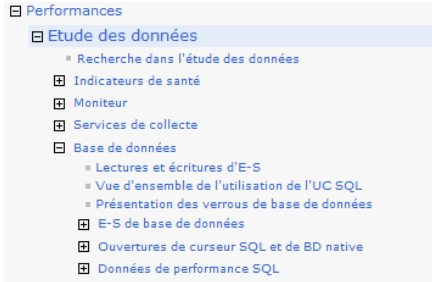 Performances
Etude des données
Recherche dans l'étude des données
Indicateurs de santé
Moniteur
Services de collecte
Base de données
Lectures et écritures d'E-S
Vue d'ensemble de l'utilisation de l'UC SQL
Présentation des verrous de base de données
E-S de base de données
Ouvertures de curseur SQL et de BD native
Données de performance SQL